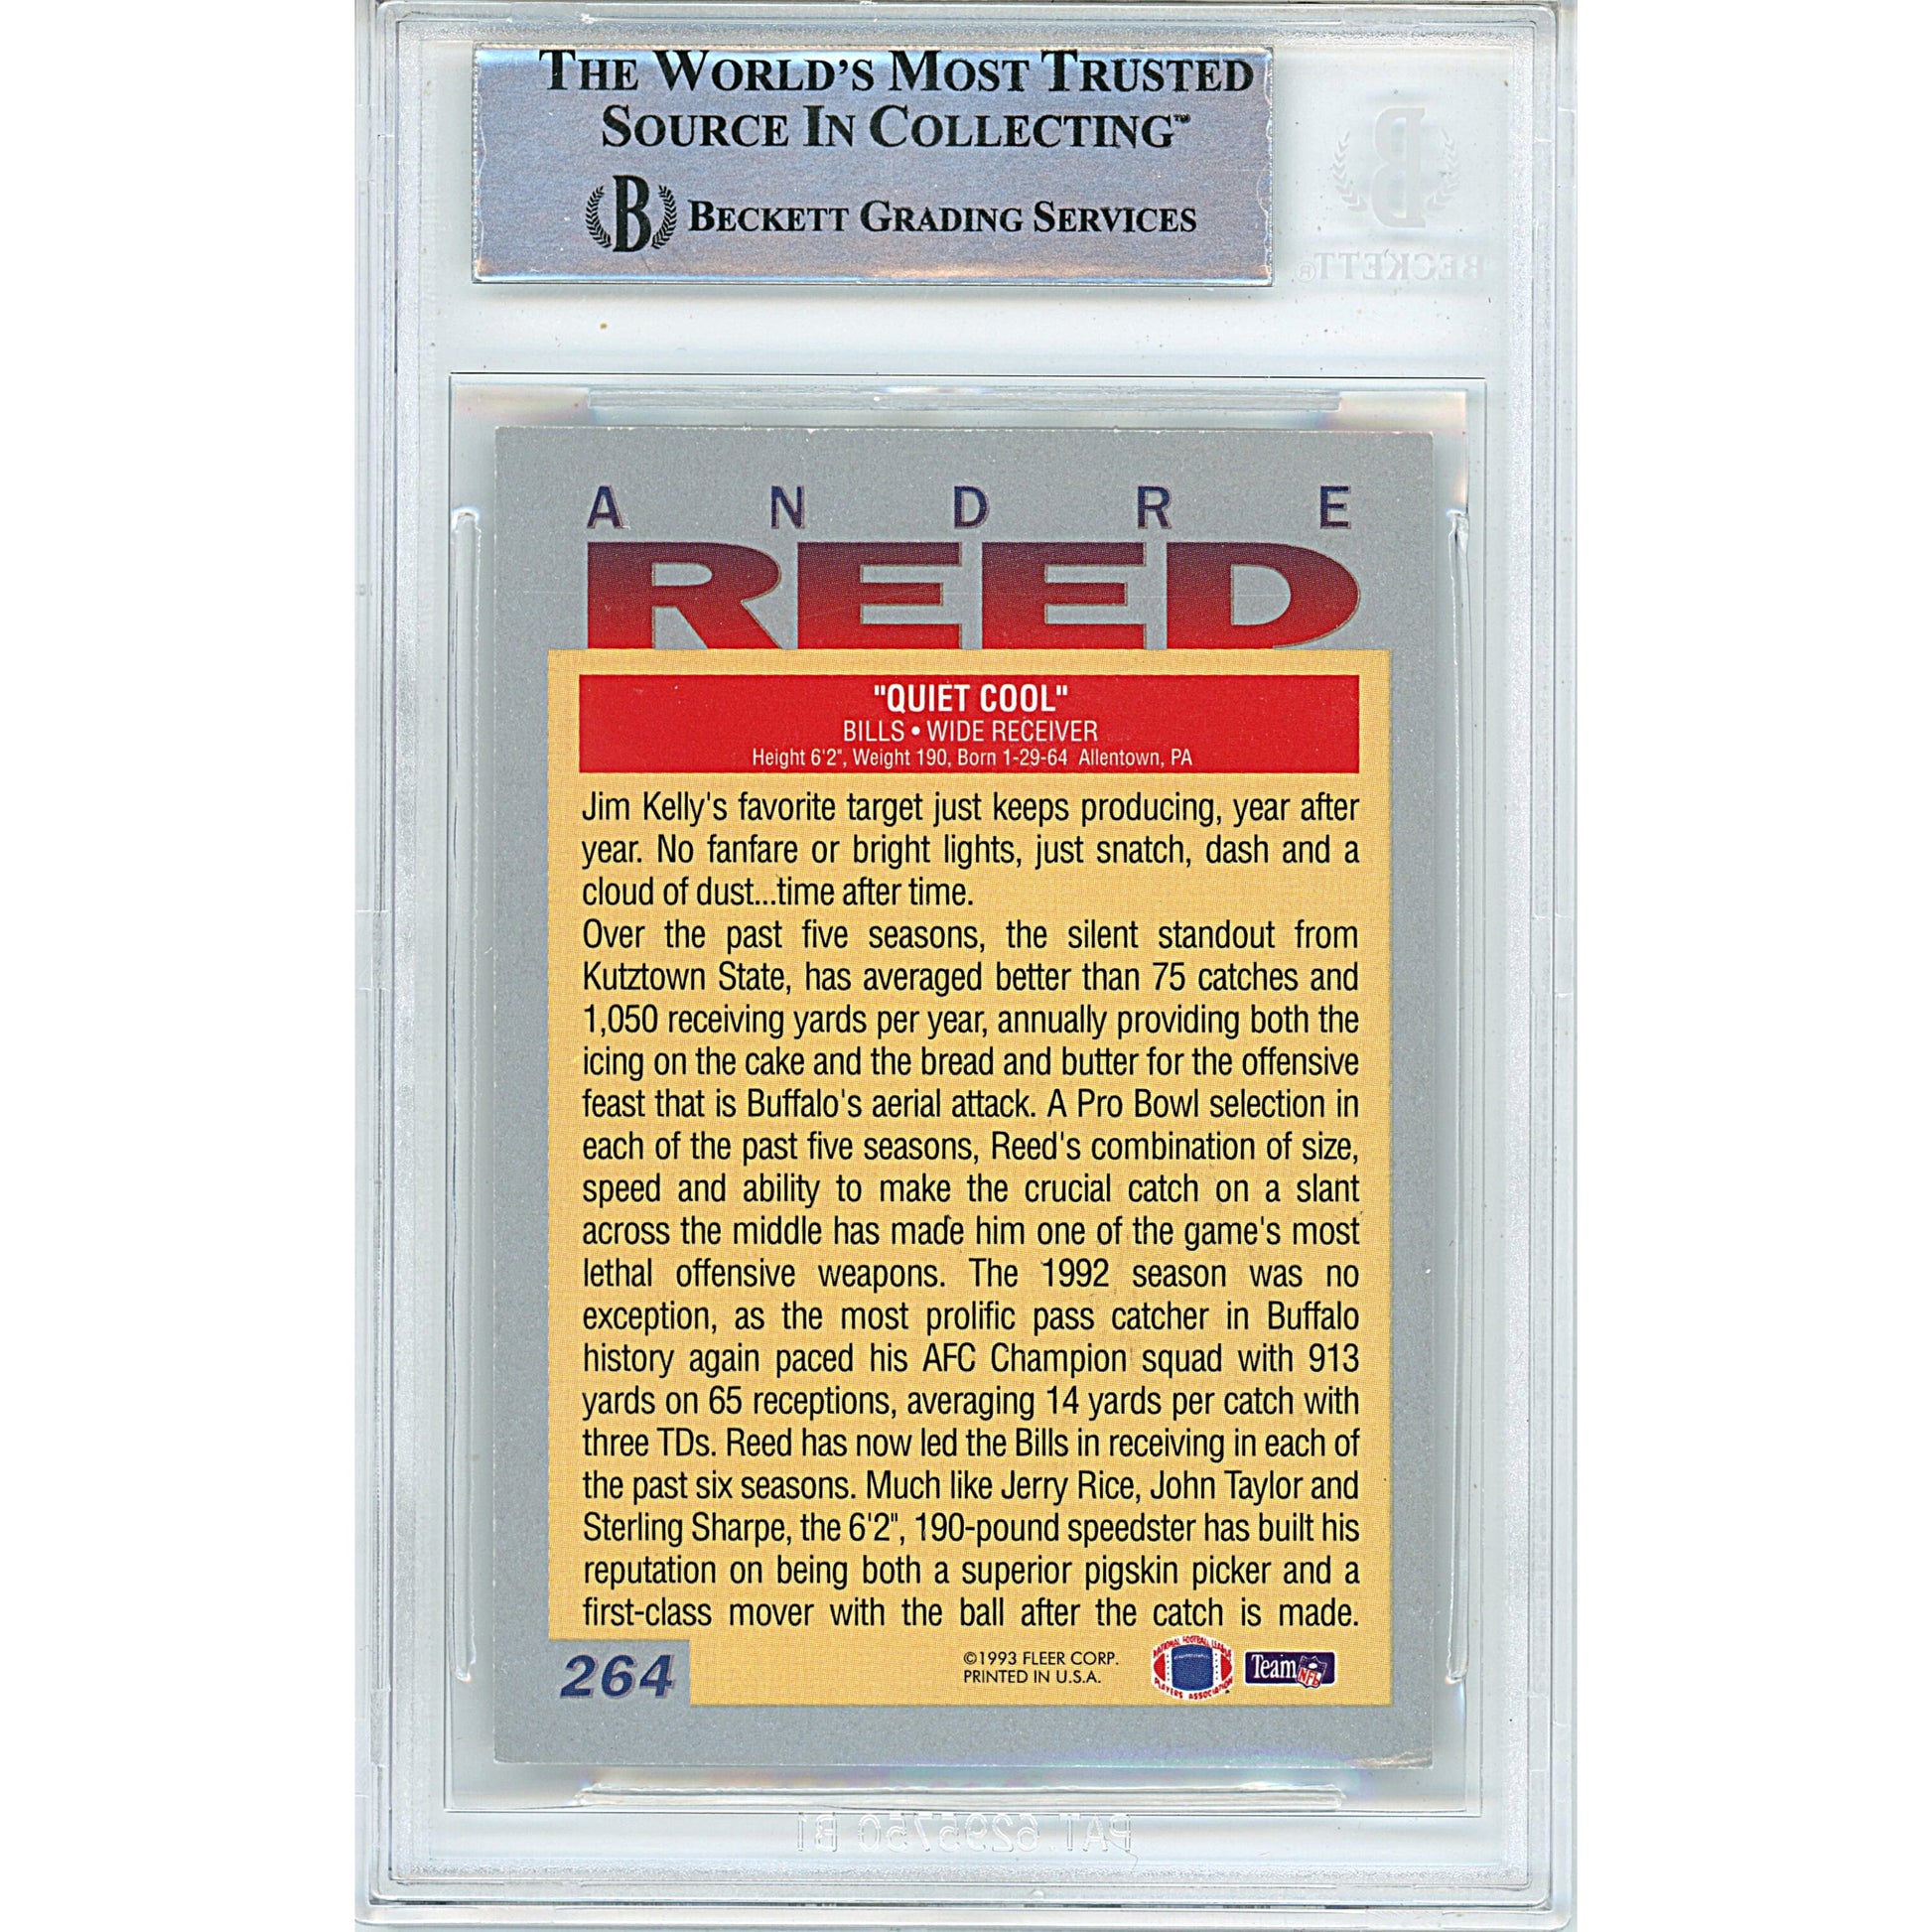 THE WORLD'S MOST TRUSTED
SOURCE IN COLLECTING™
B BECKETT GRADING SERVICES
B
BECKETT®
ANDRE
REED
"QUIET COOL"
BILLS • WIDE RECEIVER
Height 6'2", Weight 190, Born 1-29-64 Allentown, PA
Jim Kelly's favorite target just keeps producing, year after
year. No fanfare or bright lights, just snatch, dash and a
cloud of dust...time after time.
Over the past five seasons, the silent standout from
Kutztown State, has averaged better than 75 catches and
1,050 receiving yards per year, annually providing both the
icing on the cake and the bread and butter for the offensive
feast that is Buffalo's aerial attack. A Pro Bowl selection in
each of the past five seasons, Reed's combination of size,
speed and ability to make the crucial catch on a slant
across the middle has made him one of the game's most
lethal offensive weapons. The 1992 season was no
exception, as the most prolific pass catcher in Buffalo
history again paced his AFC Champion squad with 913
yards on 65 receptions, averaging 14 yards per catch with
three TDs. Reed has now led the Bills in receiving in each of
the past six seasons. Much like Jerry Rice, John Taylor and
Sterling Sharpe, the 6'2", 190-pound speedster has built his
reputation on being both a superior pigskin picker and a
first-class mover with the ball after the catch is made.
264
©1993 FLEER CORP.
PRINTED IN U.S.A.
NATIONAL FOOTBALL LEAGUE
PLAYERS ASSOCIATION
Team NFL
PAT. 6295750 B1